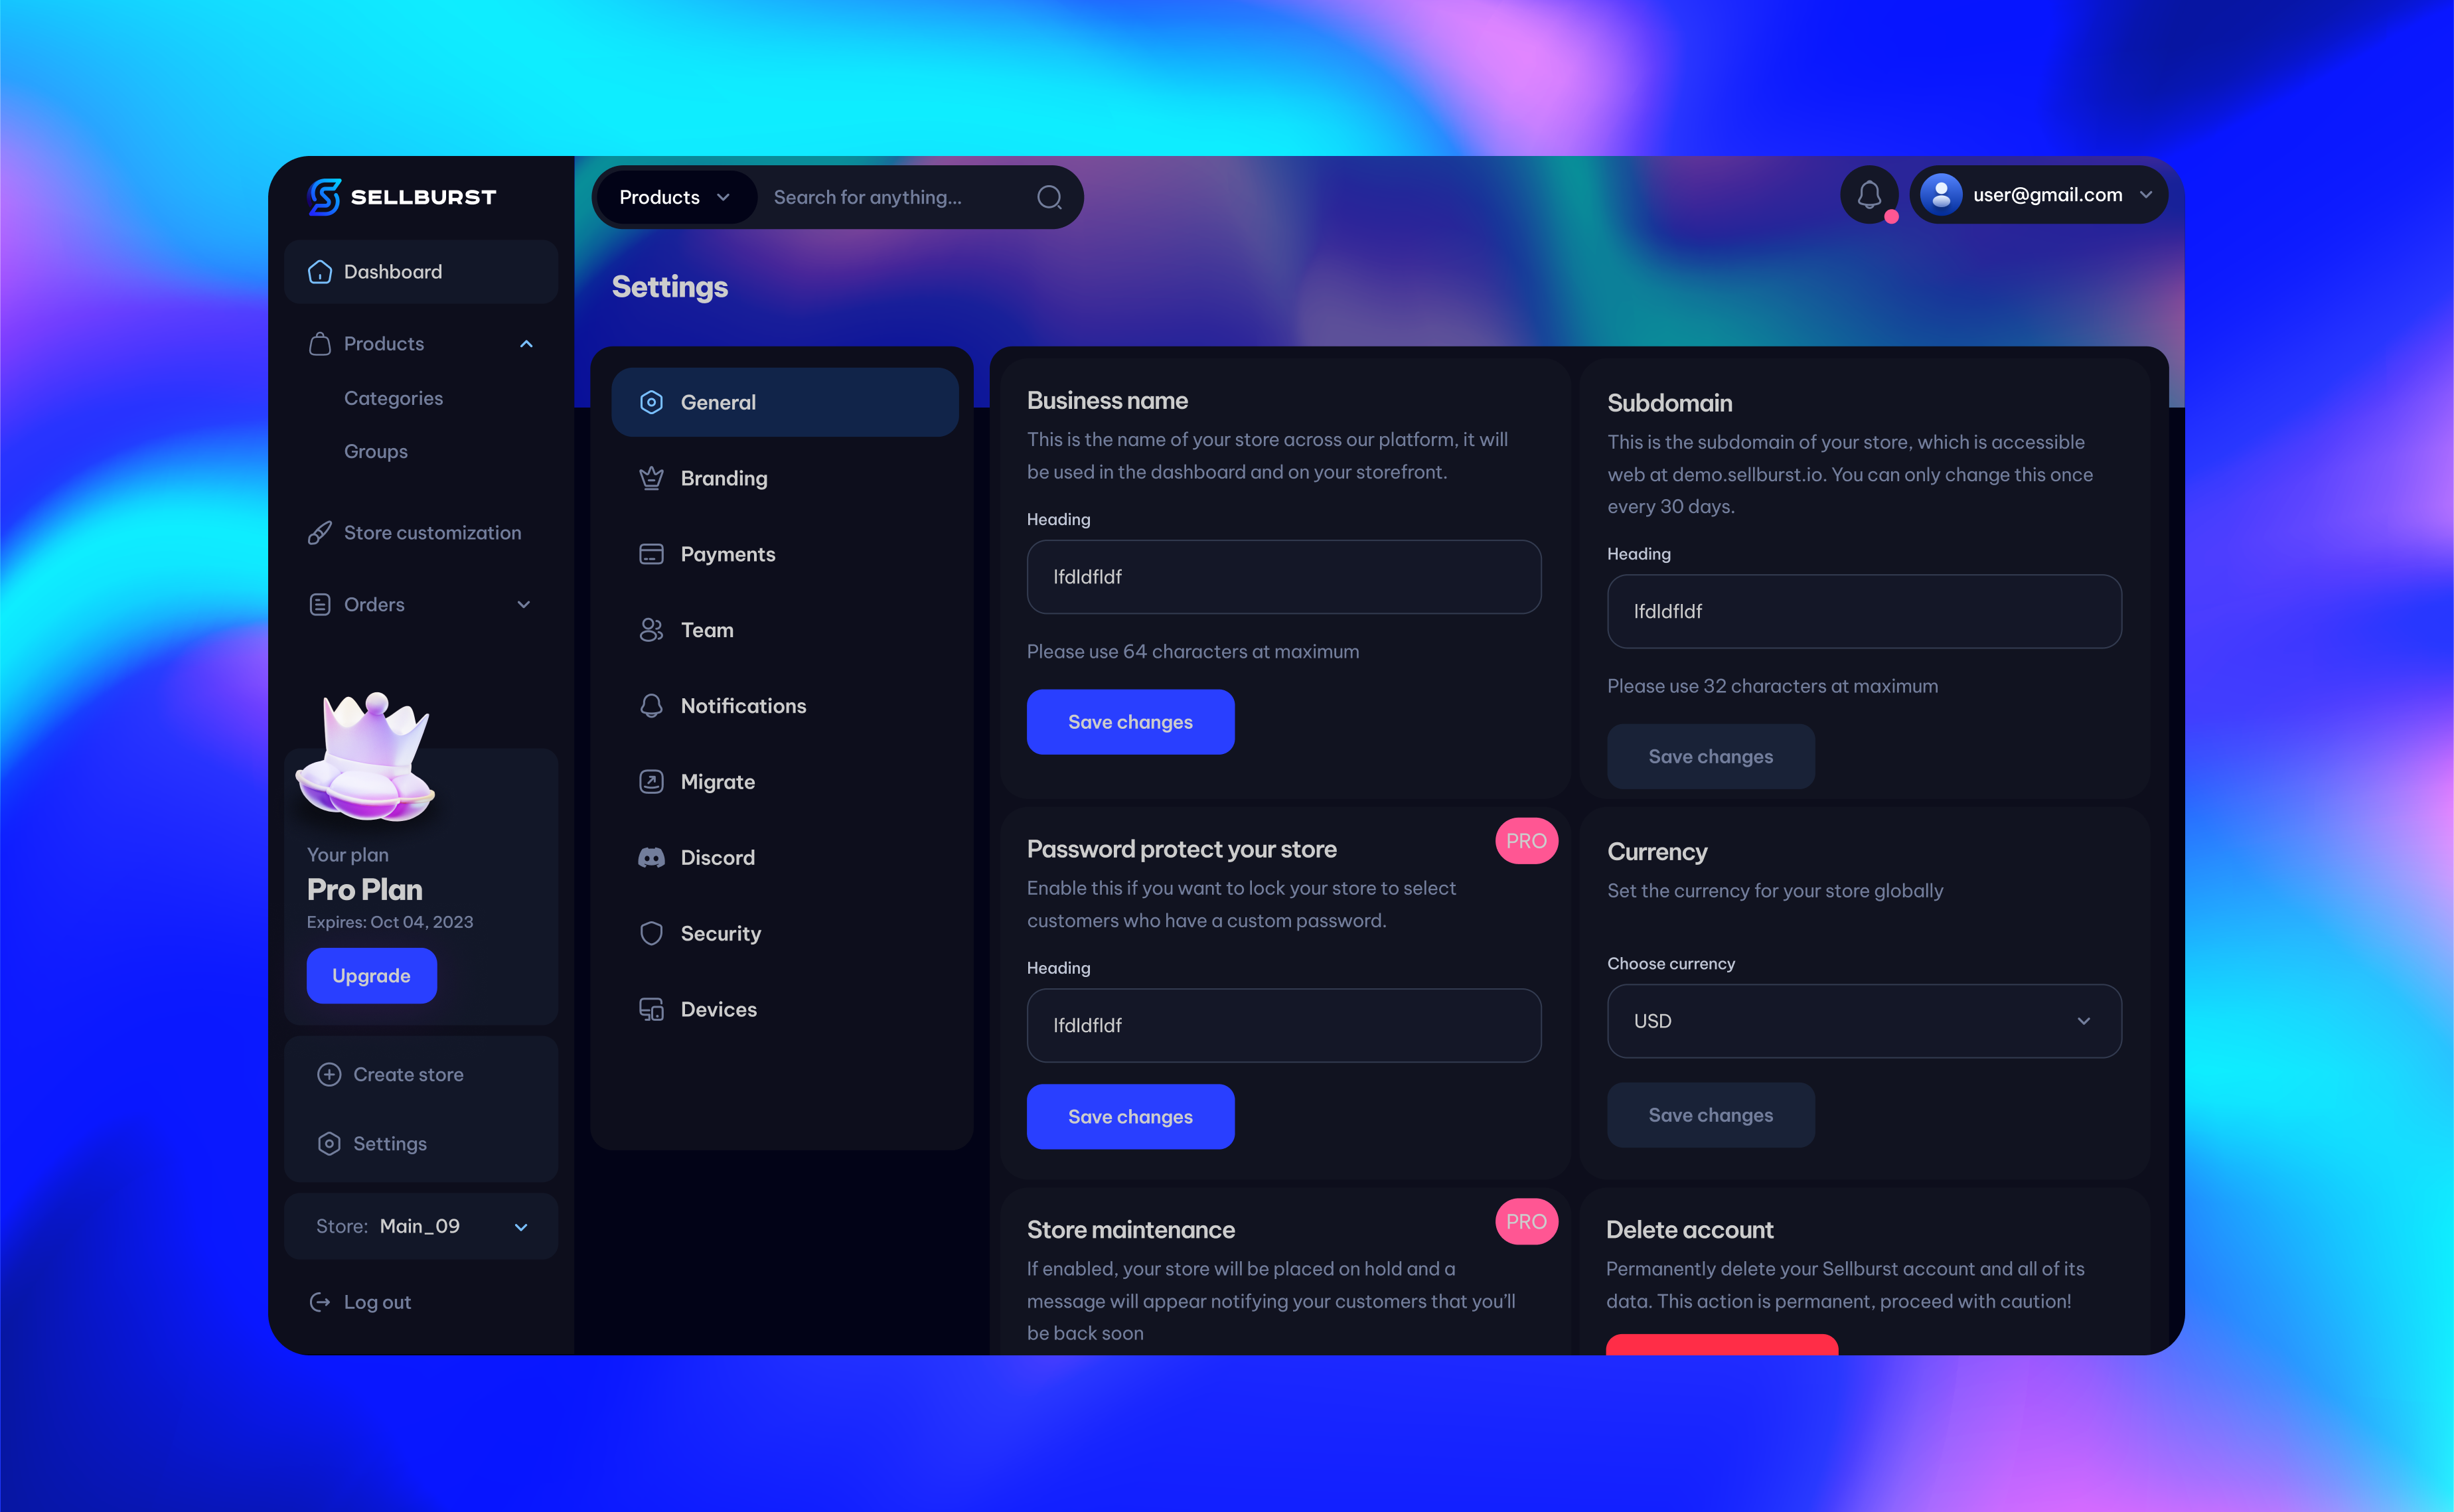 SELLBURST
Dashboard
Products
Categories
Groups
Store customization
Orders
Your plan
Pro Plan
Expires: Oct 04, 2023
Upgrade
Create store
Settings
Store: Main_09
Log out
Products
Search for anything...
user@gmail.com
Settings
General
Branding
Payments
Team
Notifications
Migrate
Discord
Security
Devices
Business name
This is the name of your store across our platform, it will
be used in the dashboard and on your storefront.
Heading
lfdldfldf
Please use 64 characters at maximum
Save changes
Subdomain
This is the subdomain of your store, which is accessible
web at demo.sellburst.io. You can only change this once
every 30 days.
Heading
lfdldfldf
Please use 32 characters at maximum
Save changes
Password protect your store
PRO
Enable this if you want to lock your store to select
customers who have a custom password.
Heading
lfdldfldf
Save changes
Currency
Set the currency for your store globally
Choose currency
USD
Save changes
Store maintenance
PRO
If enabled, your store will be placed on hold and a
message will appear notifying your customers that you’ll
be back soon
Delete account
Permanently delete your Sellburst account and all of its
data. This action is permanent, proceed with caution!